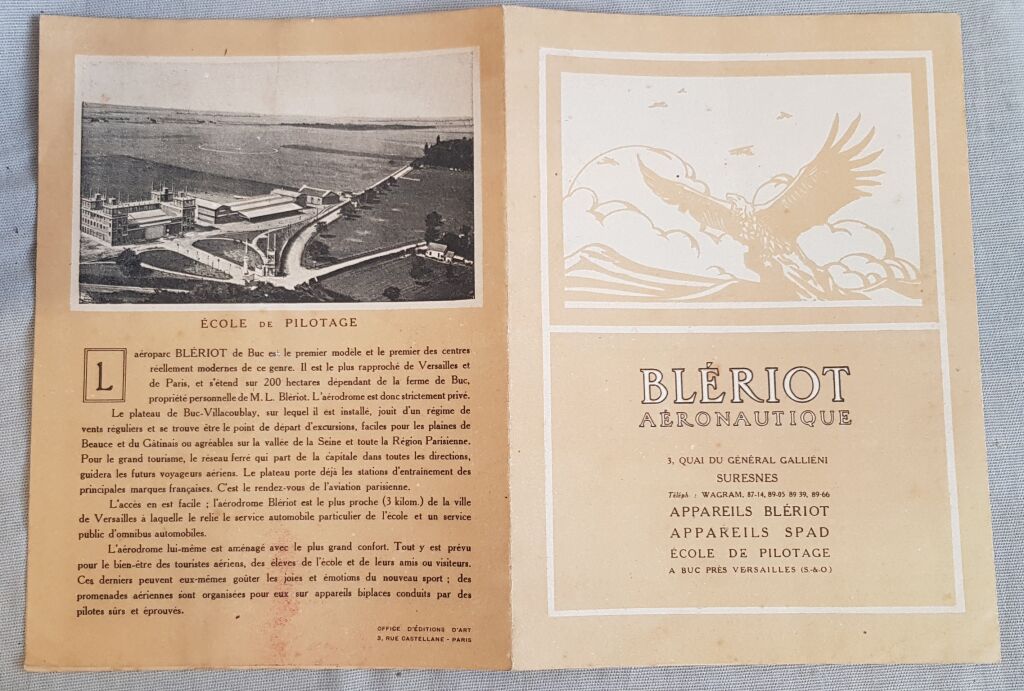 ÉCOLE DE PILOTAGE
L aéroparc BLÉRIOT de Buc est le premier modèle et le premier des centres
réellement modernes de ce genre. Il est le plus rapproché de Versailles et
de Paris, et s'étend sur 200 hectares dépendant de la ferme de Buc,
propriété personnelle de M. L. Blériot. L'aérodrome est donc strictement privé.
Le plateau de Buc-Villacoublay, sur lequel il est installé, jouit d'un régime de
vents réguliers et se trouve être le point de départ d'excursions, faciles pour les plaines de
Beauce et du Gâtinais ou agréables sur la vallée de la Seine et toute la Région Parisienne.
Pour le grand tourisme, le réseau ferré qui part de la capitale dans toutes les directions,
guidera les futurs voyageurs aériens. Le plateau porte déjà les stations d'entraînement des
principales marques françaises. C'est le rendez-vous de l'aviation parisienne.
L'accès en est facile ; l'aérodrome Blériot est le plus proche (3 kilom.) de la ville
de Versailles à laquelle le relie le service automobile particulier de l'école et un service
public d'omnibus automobiles.
L'aérodrome lui-même est aménagé avec le plus grand confort. Tout y est prévu
pour le bien-être des touristes aériens, des élèves de l'école et de leurs amis ou visiteurs.
Ces derniers peuvent eux-mêmes goûter les joies et émotions du nouveau sport ; des
promenades aériennes sont organisées pour eux sur appareils biplaces conduits par des
pilotes sûrs et éprouvés.
OFFICE D'ÉDITIONS D'ART
3, RUE CASTELLANE - PARIS
BLÉRIOT
AÉRONAUTIQUE
3, QUAI DU GÉNÉRAL GALLIÉNI
SURESNES
Téléph : WAGRAM, 87-14, 89-05 89 39, 89-66
APPAREILS BLÉRIOT
APPAREILS SPAD
ÉCOLE DE PILOTAGE
A BUC PRÈS VERSAILLES (S.-&-O.)